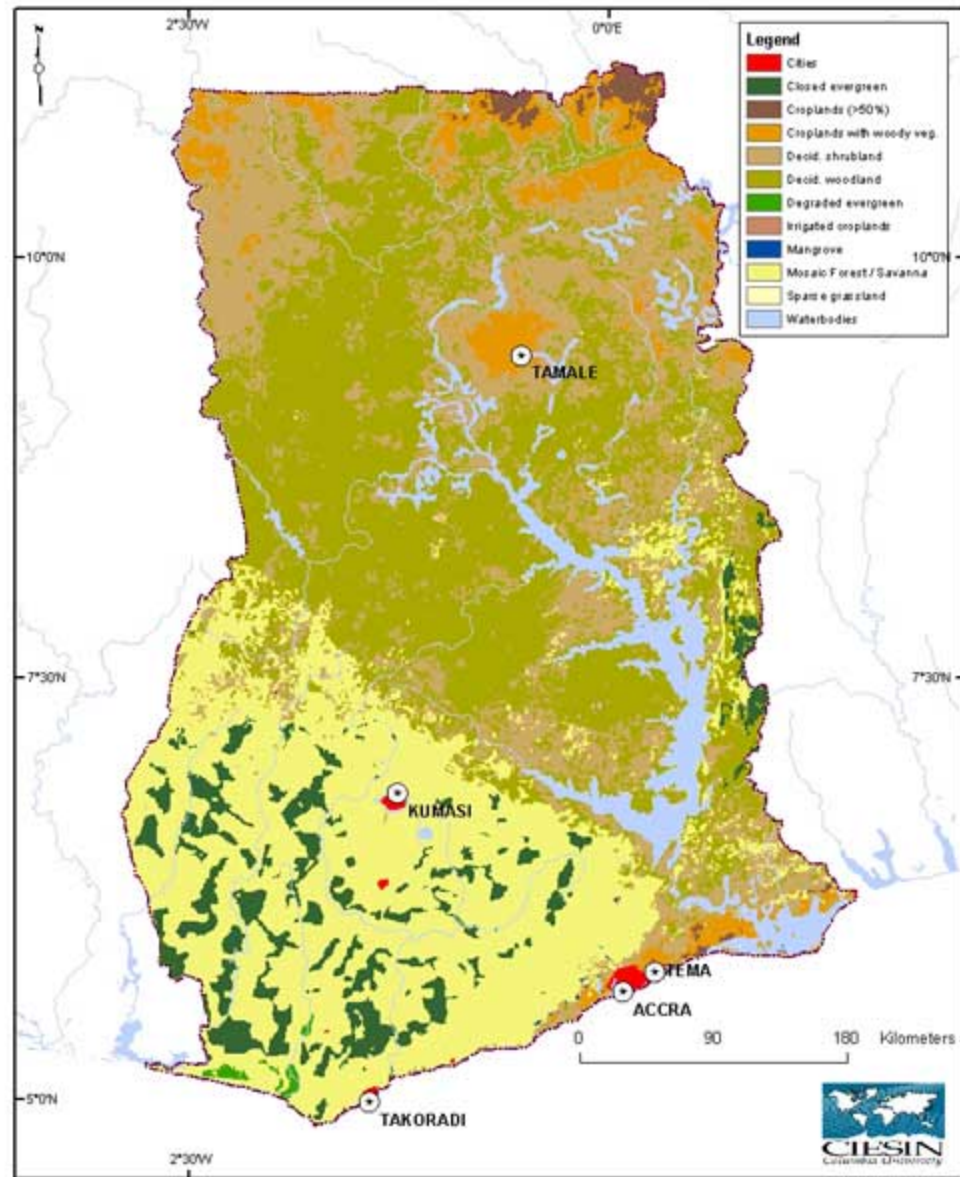 2°30'W
0°0'E
N
Legend
Cities
Closed evergreen
Croplands (>50%)
Croplands with woody veg.
Decid. shrubland
Decid. woodland
Degraded evergreen
Irrigated croplands
Mangrove
Mosaic Forest / Savanna
Sparse grassland
Waterbodies
10°0'N
10°0'N
TAMALE
7°30'N
7°30'N
KUMASI
TEMA
ACCRA
0 90 180 Kilometers
5°0'N
TAKORADI
CIESIN
Columbia University
2°30'W